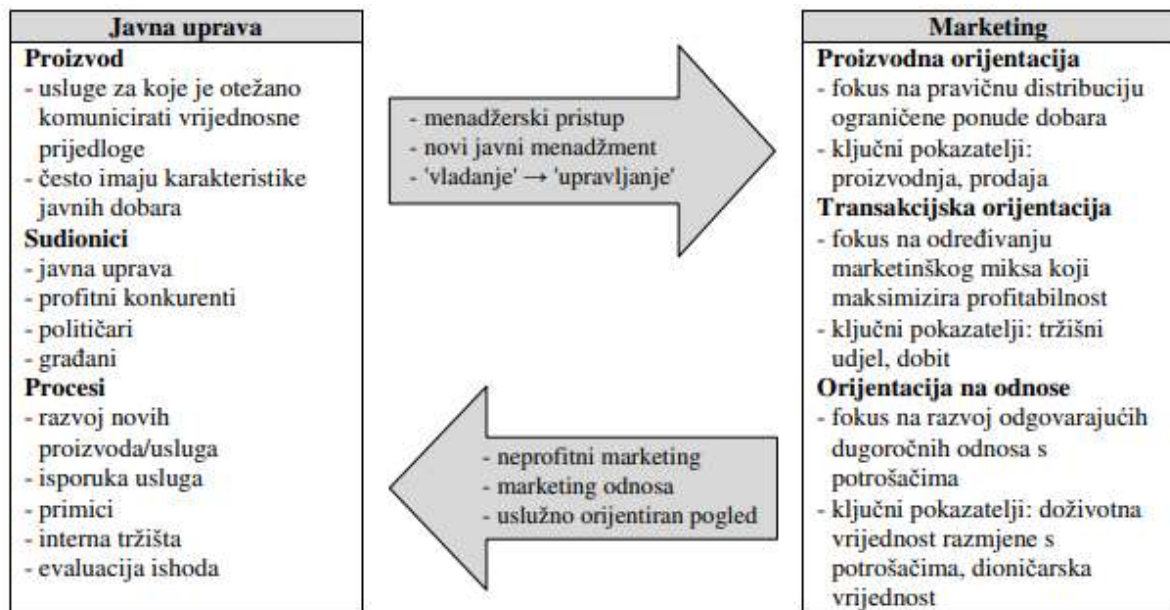 Javna uprava
Proizvod
- usluge za koje je otežano
komunicirati vrijednosne
prijedloge
- često imaju karakteristike
javnih dobara
Sudionici
- javna uprava
- profitni konkurenti
- političari
- građani
Procesi
- razvoj novih
proizvoda/usluga
- isporuka usluga
- primici
- interna tržišta
- evaluacija ishoda
- menadžerski pristup
- novi javni menadžment
- 'vladanje' → 'upravljanje'
- neprofitni marketing
- marketing odnosa
- uslužno orijentiran pogled
Marketing
Proizvodna orijentacija
- fokus na pravičnu distribuciju
ograničene ponude dobara
- ključni pokazatelji:
proizvodnja, prodaja
Transakcijska orijentacija
- fokus na određivanju
marketinškog miksa koji
maksimizira profitabilnost
- ključni pokazatelji: tržišni
udjel, dobit
Orijentacija na odnose
- fokus na razvoj odgovarajućih
dugoročnih odnosa s
potrošačima
- ključni pokazatelji: doživotna
vrijednost razmjene s
potrošačima, dioničarska
vrijednost